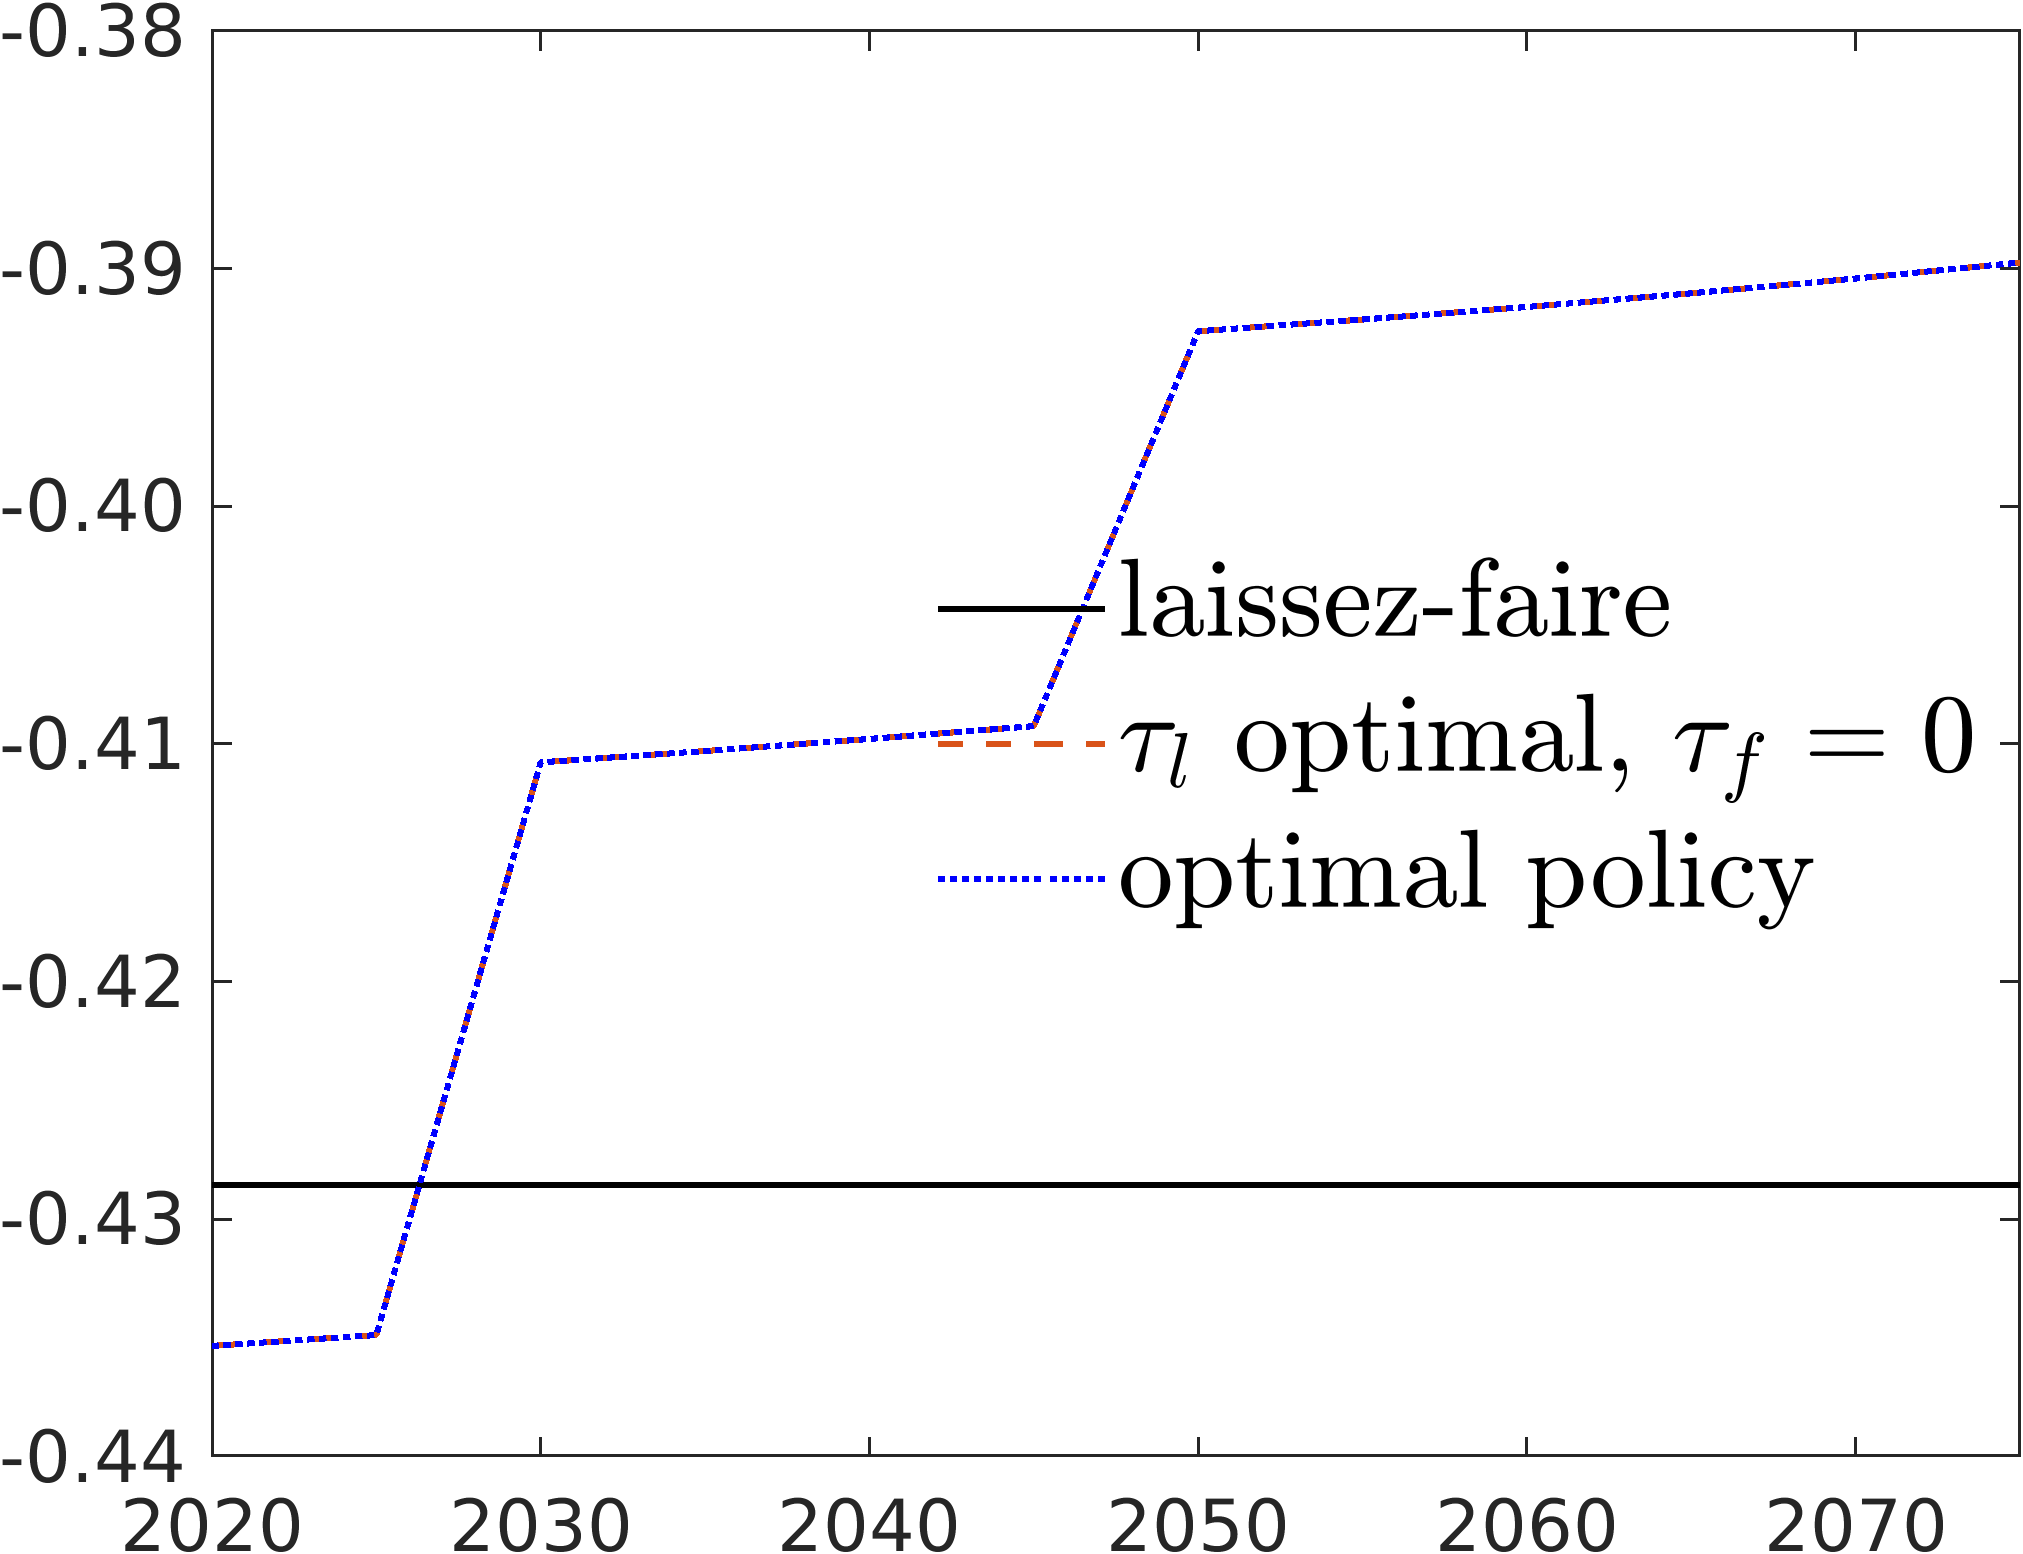 -0.38
-0.39
-0.40
-0.41
-0.42
-0.43
-0.44
laissez-faire
τ_l optimal, τ_f = 0
optimal policy
2020 2030 2040 2050 2060 2070